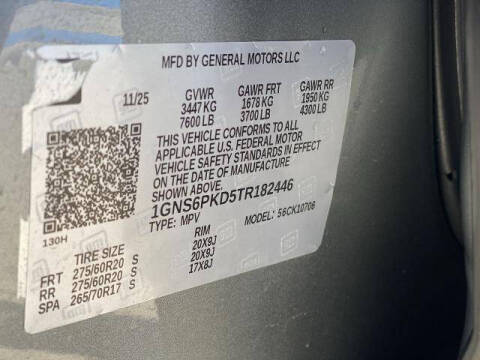 MFD BY GENERAL MOTORS LLC
11/25 GVWR GAWR FRT GAWR RR
3447 KG 1678 KG 1950 KG
7600 LB 3700 LB 4300 LB
THIS VEHICLE CONFORMS TO ALL
APPLICABLE U.S. FEDERAL MOTOR
VEHICLE SAFETY STANDARDS IN EFFECT
ON THE DATE OF MANUFACTURE
SHOWN ABOVE.
1GNS6PKD5TR182446
TYPE: MPV MODEL: 56CK10706
130H
TIRE SIZE RIM
FRT 275/60R20 S 20X9J
RR 275/60R20 S 20X9J
SPA 265/70R17 S 17X8J